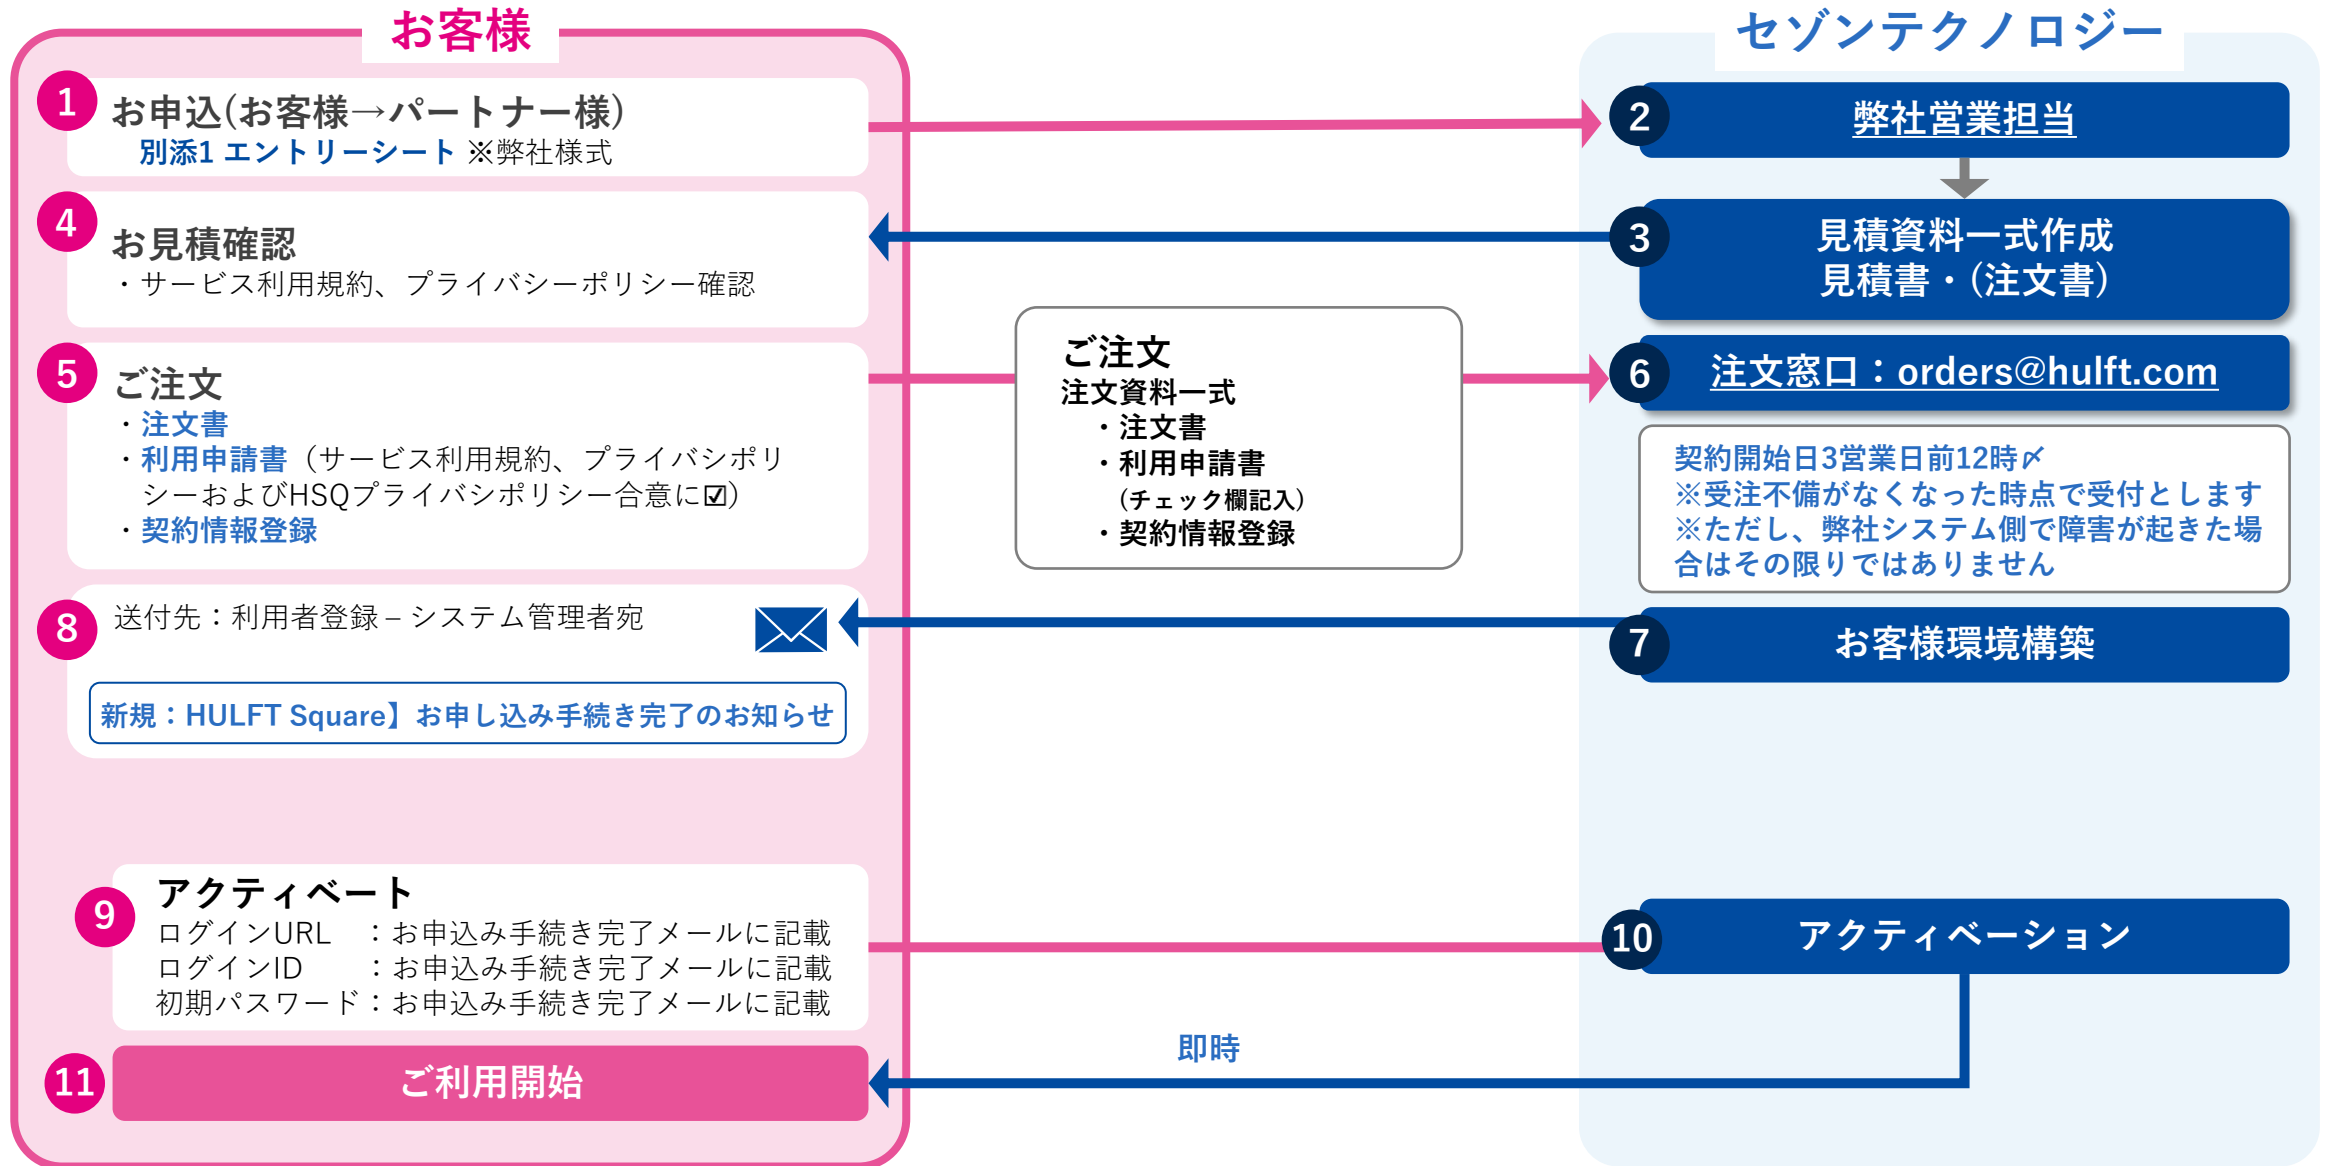 お客様
セゾンテクノロジー
1
お申込(お客様→パートナー様)
別添1 エントリーシート ※弊社様式
2
弊社営業担当
4
お見積確認
・サービス利用規約、プライバシーポリシー確認
3
見積資料一式作成
見積書・(注文書)
5
ご注文
・注文書
・利用申請書（サービス利用規約、プライバシポリ
シーおよびHSQプライバシポリシー合意に☑）
・契約情報登録
ご注文
注文資料一式
・注文書
・利用申請書
(チェック欄記入)
・契約情報登録
6
注文窓口：orders@hulft.com
契約開始日3営業日前12時〆
※受注不備がなくなった時点で受付とします
※ただし、弊社システム側で障害が起きた場
合はその限りではありません
8
送付先：利用者登録 – システム管理者宛
新規：HULFT Square】お申し込み手続き完了のお知らせ
7
お客様環境構築
9
アクティベート
ログインURL　：お申込み手続き完了メールに記載
ログインID　　：お申込み手続き完了メールに記載
初期パスワード：お申込み手続き完了メールに記載
10
アクティベーション
即時
11
ご利用開始